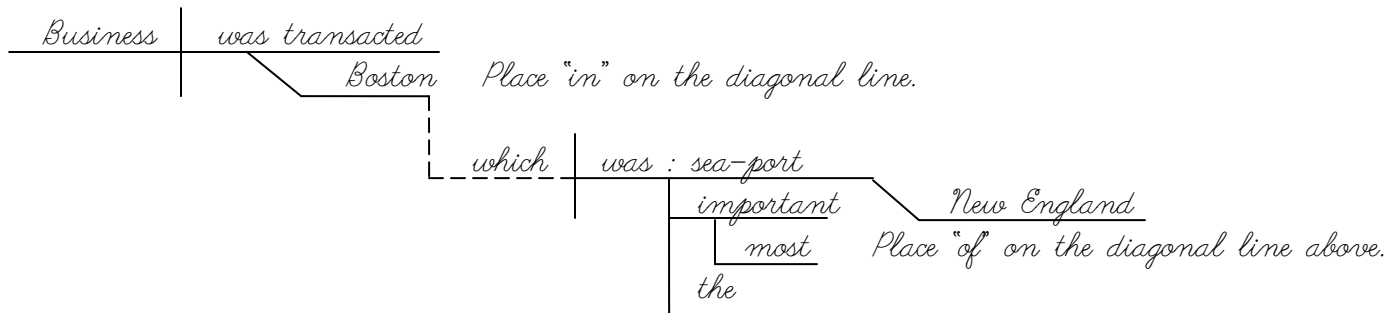 Business was transacted
Boston Place "in" on the diagonal line.
which was : sea-port
important New England
most Place "of" on the diagonal line above.
the